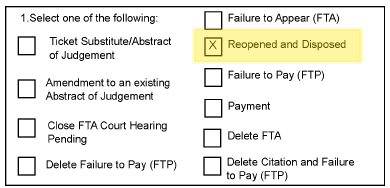 1.Select one of the following:
Ticket Substitute/Abstract
of Judgement
Amendment to an existing
Abstract of Judgement
Close FTA Court Hearing
Pending
Delete Failure to Pay (FTP)
Failure to Appear (FTA)
X Reopened and Disposed
Failure to Pay (FTP)
Payment
Delete FTA
Delete Citation and Failure
to Pay (FTP)